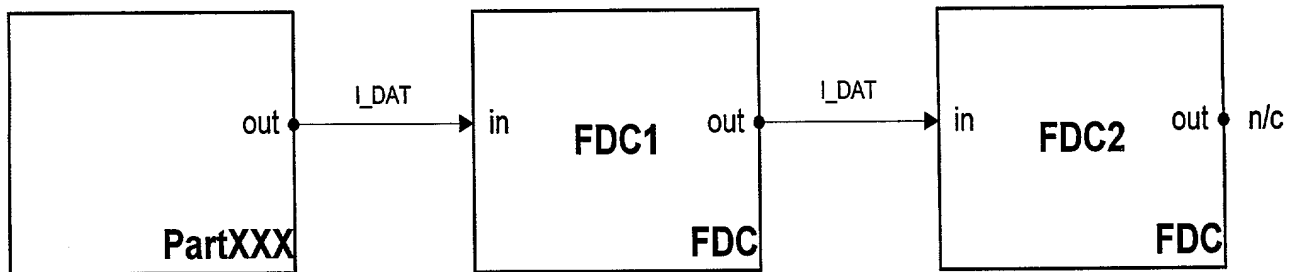 I_DAT
I_DAT
out in FDC1 out in FDC2 out n/c
PartXXX FDC FDC